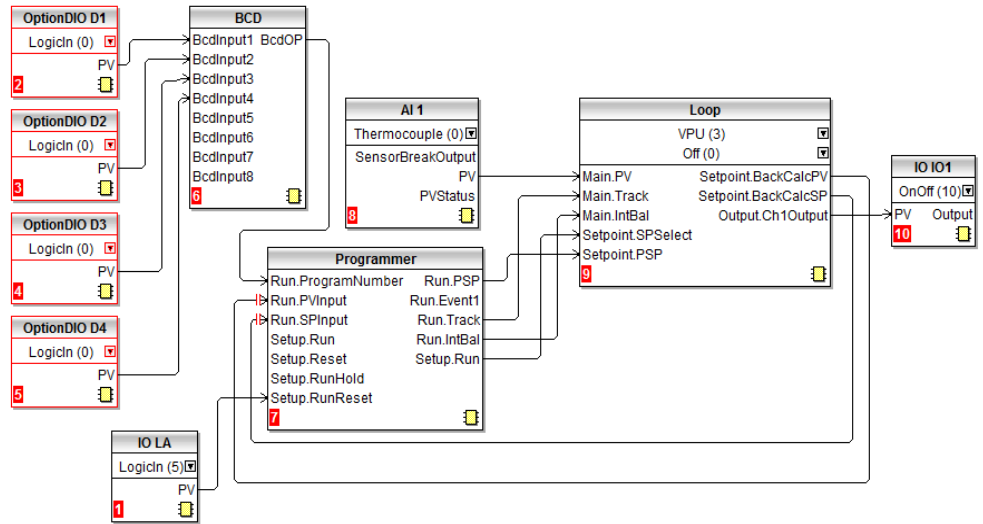 OptionDIO D1
LogicIn (0)
PV
2
OptionDIO D2
LogicIn (0)
PV
3
OptionDIO D3
LogicIn (0)
PV
4
OptionDIO D4
LogicIn (0)
PV
5
IO LA
LogicIn (5)
PV
1
BCD
BcdInput1 BcdOP
BcdInput2
BcdInput3
BcdInput4
BcdInput5
BcdInput6
BcdInput7
BcdInput8
6
AI 1
Thermocouple (0)
SensorBreakOutput
PV
PVStatus
8
Programmer
Run.ProgramNumber Run.PSP
Run.PVInput Run.Event1
Run.SPInput Run.Track
Setup.Run Run.IntBal
Setup.Reset Setup.Run
Setup.RunHold
Setup.RunReset
7
Loop
VPU (3)
Off (0)
Main.PV Setpoint.BackCalcPV
Main.Track Setpoint.BackCalcSP
Main.IntBal Output.Ch1Output
Setpoint.SPSelect
Setpoint.PSP
9
IO IO1
OnOff (10)
PV Output
10